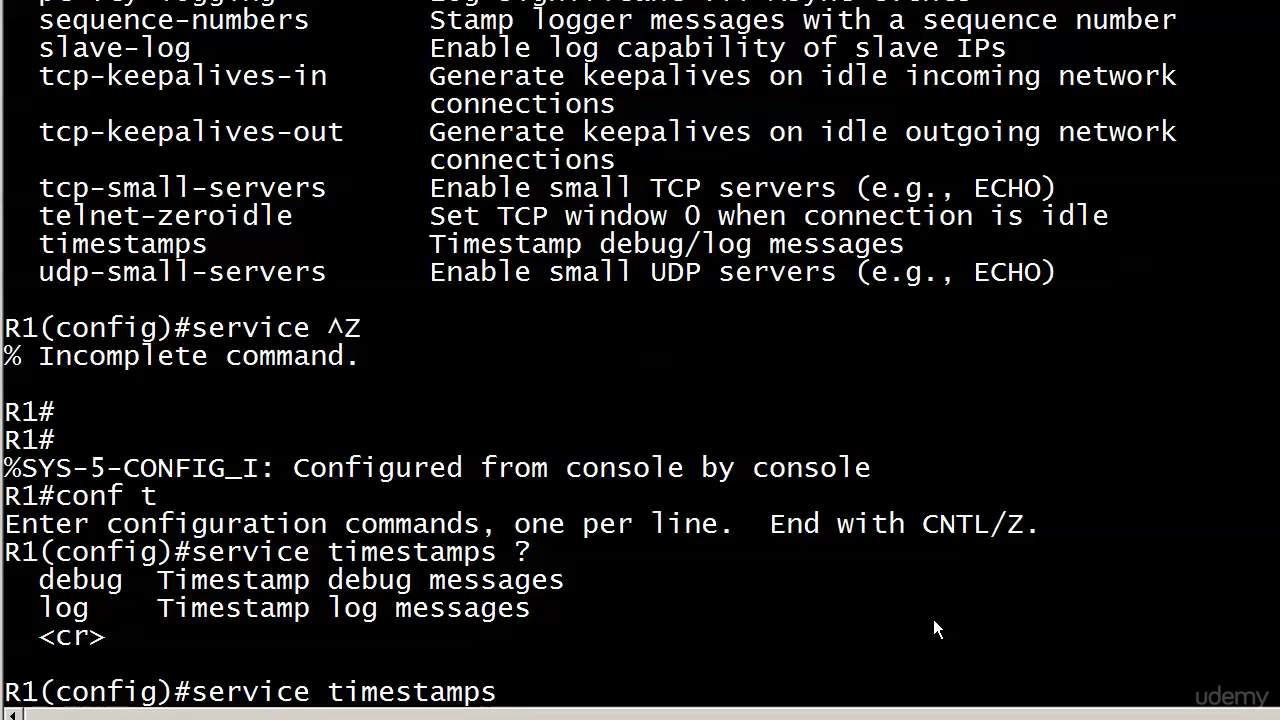 sequence-numbers Stamp logger messages with a sequence number
slave-log Enable log capability of slave IPs
tcp-keepalives-in Generate keepalives on idle incoming network
connections
tcp-keepalives-out Generate keepalives on idle outgoing network
connections
tcp-small-servers Enable small TCP servers (e.g., ECHO)
telnet-zeroidle Set TCP window 0 when connection is idle
timestamps Timestamp debug/log messages
udp-small-servers Enable small UDP servers (e.g., ECHO)
R1(config)#service ^Z
% Incomplete command.
R1#
R1#
%SYS-5-CONFIG_I: Configured from console by console
R1#conf t
Enter configuration commands, one per line. End with CNTL/Z.
R1(config)#service timestamps ?
debug Timestamp debug messages
log Timestamp log messages
<cr>
R1(config)#service timestamps
udemy